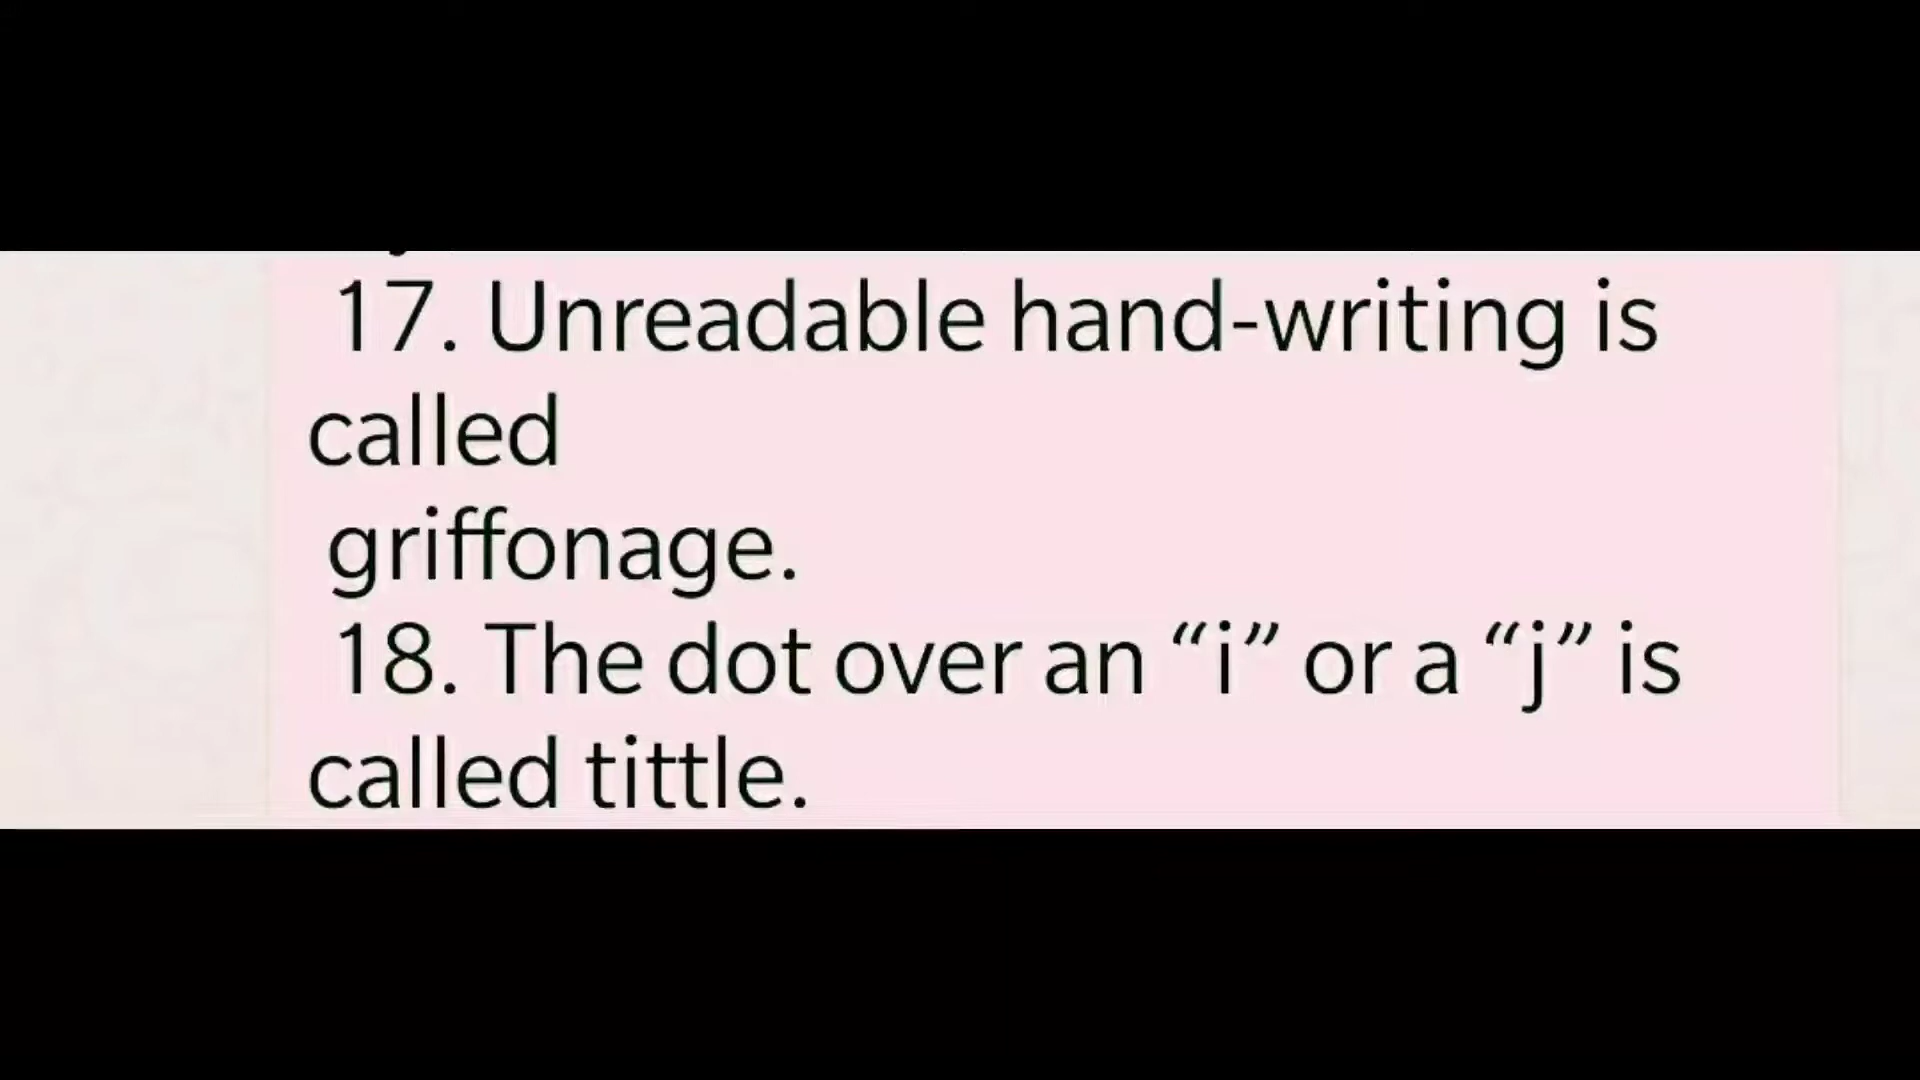 17. Unreadable hand-writing is
called
griffonage.
18. The dot over an “i” or a “j” is
called tittle.